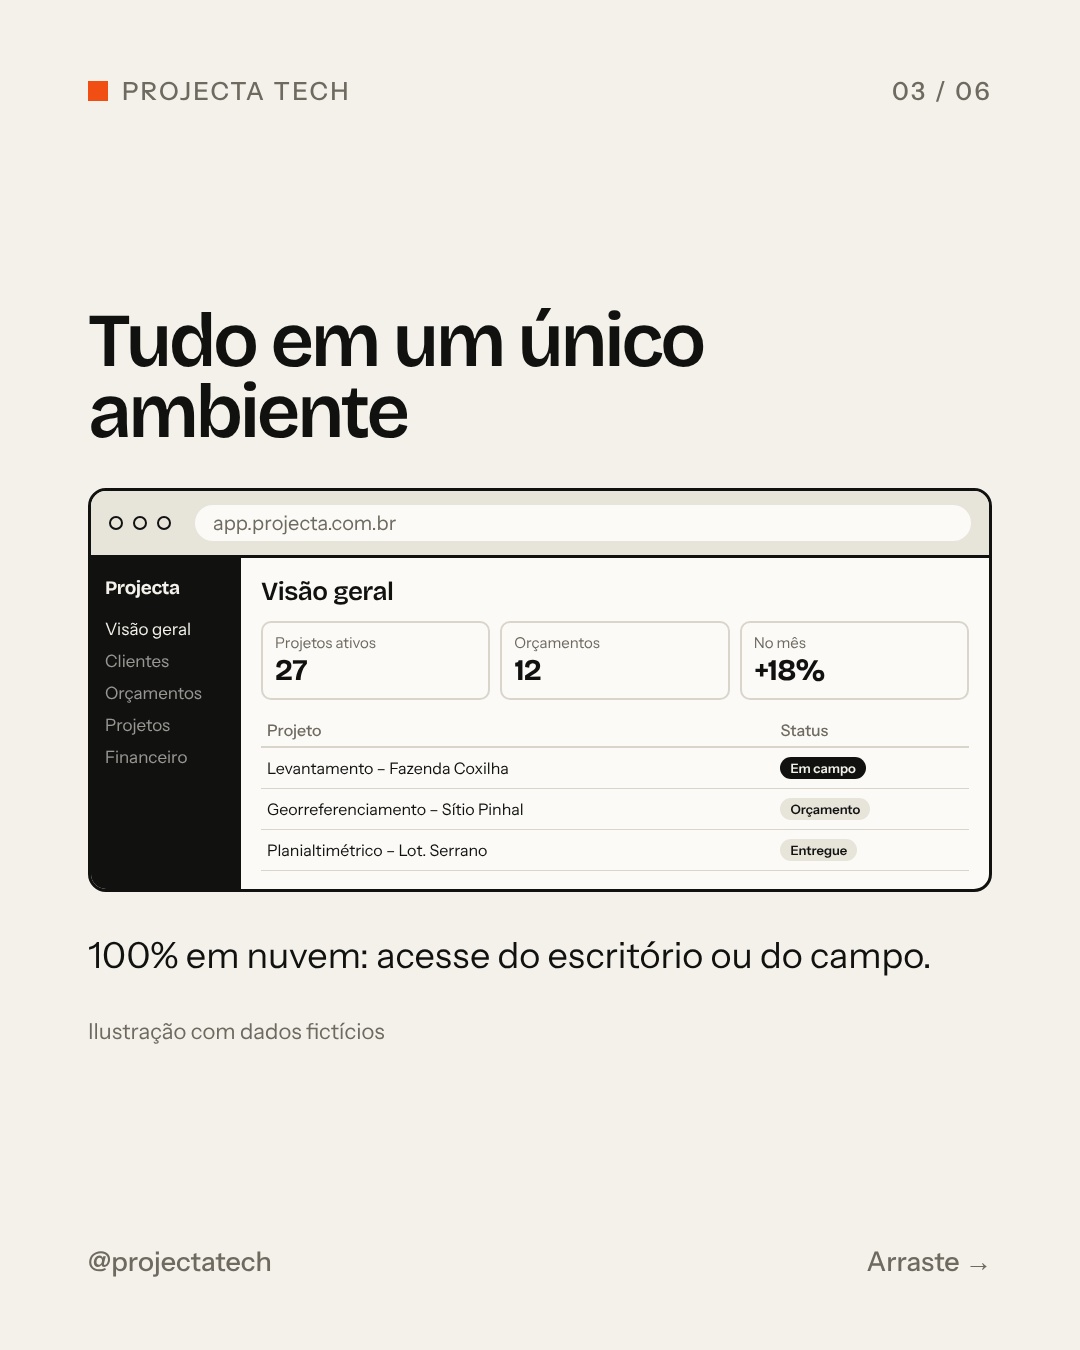 PROJECTA TECH
03 / 06
Tudo em um único
ambiente
app.projecta.com.br
Projecta
Visão geral
Clientes
Orçamentos
Projetos
Financeiro
Visão geral
Projetos ativos
27
Orçamentos
12
No mês
+18%
Projeto Status
Levantamento – Fazenda Coxilha Em campo
Georreferenciamento – Sítio Pinhal Orçamento
Planialtimétrico – Lot. Serrano Entregue
100% em nuvem: acesse do escritório ou do campo.
Ilustração com dados fictícios
@projectatech
Arraste →